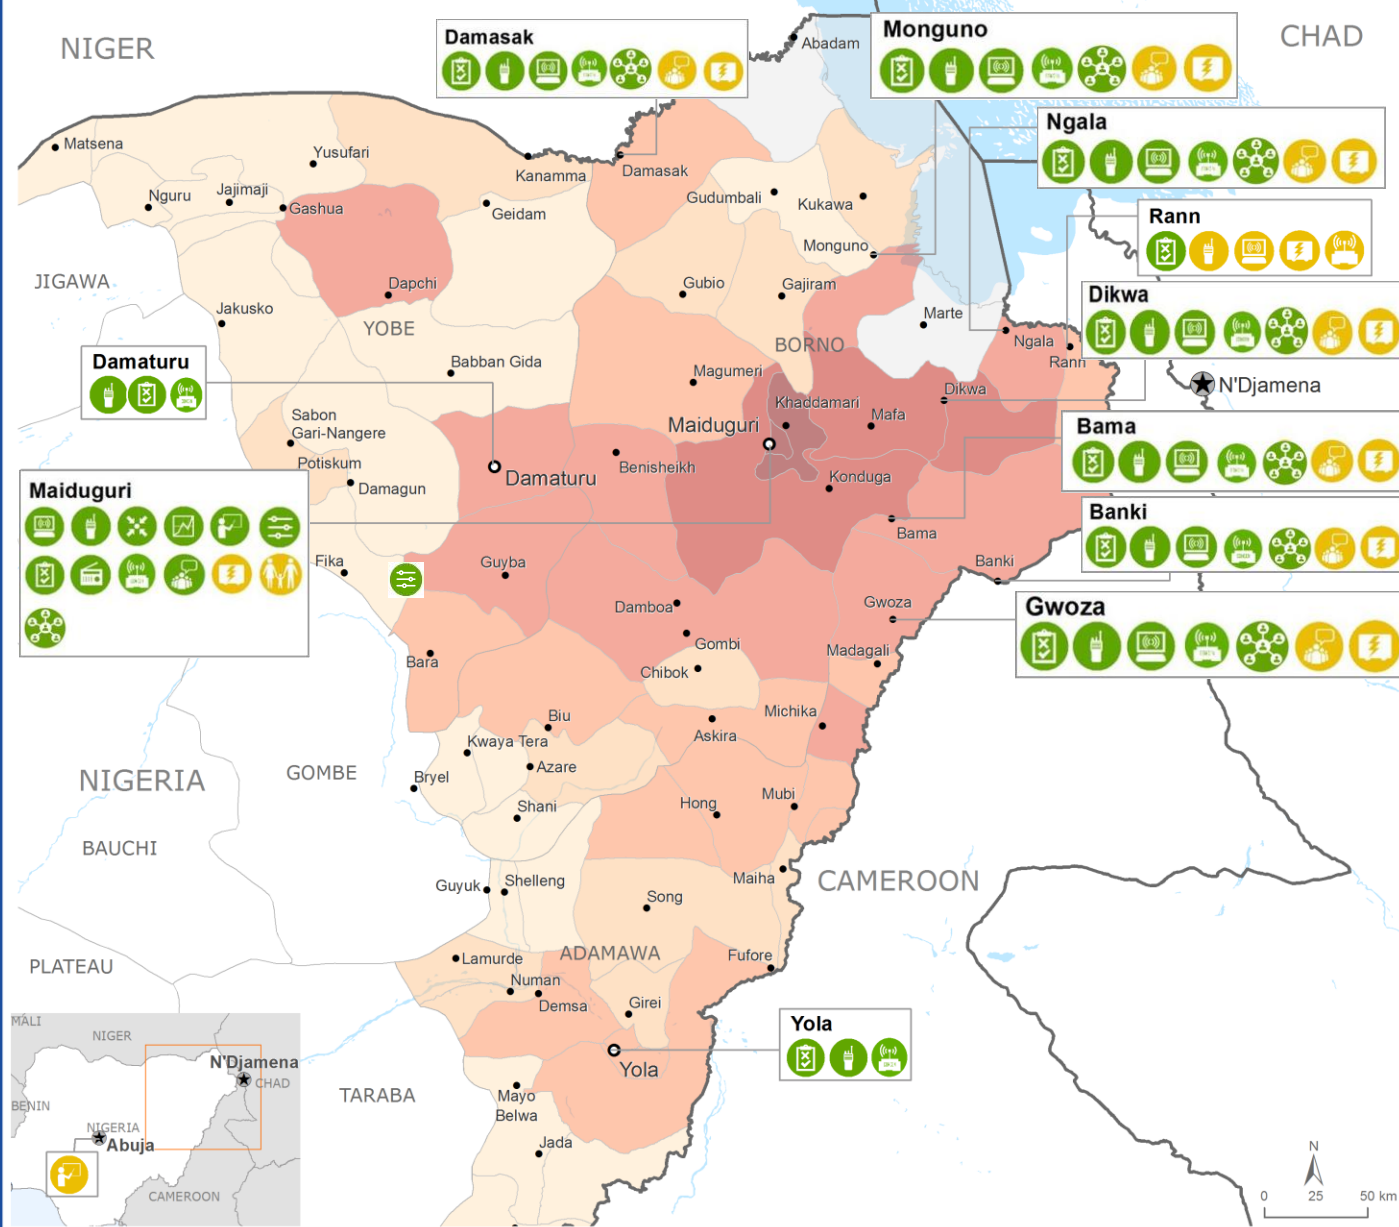 NIGER
Damasak
Monguno
CHAD
Abadam
Ngala
Matsena
Yusufari
Kanamma
Damasak
Nguru
Jajimaji
Gashua
Geidam
Gudumbali
Kukawa
Rann
Monguno
JIGAWA
Dapchi
Gubio
Gajiram
Dikwa
Jakusko
YOBE
Marte
BORNO
Ngala
Rann
Damaturu
Babban Gida
Magumeri
Dikwa
N'Djamena
Khaddamari
Mafa
Sabon
Gari-Nangere
Maiduguri
Bama
Potiskum
Benisheikh
Damaturu
Konduga
Maiduguri
Damagun
Bama
Banki
Fika
Guyba
Banki
Damboa
Gwoza
Gwoza
Gombi
Bara
Chibok
Madagali
Biu
Michika
Kwaya Tera
Askira
NIGERIA
GOMBE
Bryel
Azare
Shani
Hong
Mubi
BAUCHI
Guyuk
Shelleng
Maiha
CAMEROON
Song
PLATEAU
ADAMAWA
Lamurde
Fufore
Numan
Demsa
Girei
Yola
Yola
MALI
NIGER
N'Djamena
CHAD
BENIN
NIGERIA
Abuja
CAMEROON
TARABA
Mayo
Belwa
Jada
N
0 25 50 km